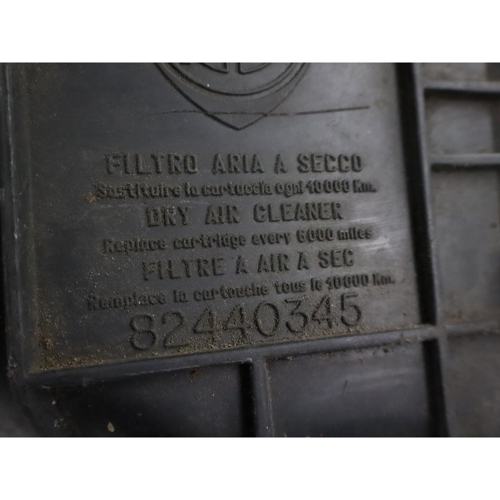 FILTRO ARIA A SECCO
Sostituire la cartuccia ogni 10000 Km.
DRY AIR CLEANER
Replace cartridge every 6000 miles
FILTRE A AIR A SEC
Remplace la cartouche tous le 10000 Km.
82440345